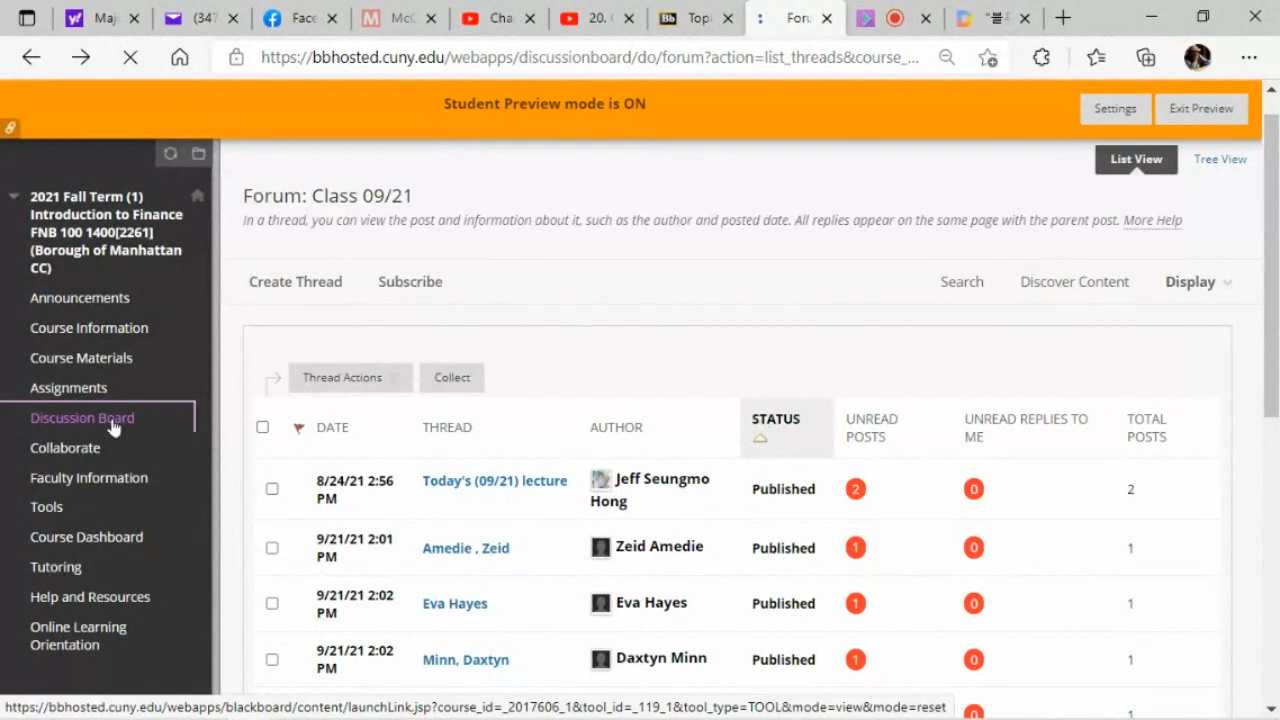 Maj
(347
Face
McC
Cha
20. (
Topi
Foru
https://bbhosted.cuny.edu/webapps/discussionboard/do/forum?action=list_threads&course_...
Student Preview mode is ON
Settings
Exit Preview
List View
Tree View
2021 Fall Term (1)
Introduction to Finance
FNB 100 1400[2261]
(Borough of Manhattan
CC)
Announcements
Course Information
Course Materials
Assignments
Discussion Board
Collaborate
Faculty Information
Tools
Course Dashboard
Tutoring
Help and Resources
Online Learning
Orientation
Forum: Class 09/21
In a thread, you can view the post and information about it, such as the author and posted date. All replies appear on the same page with the parent post. More Help
Create Thread
Subscribe
Search
Discover Content
Display
Thread Actions
Collect
DATE
THREAD
AUTHOR
STATUS
UNREAD
POSTS
UNREAD REPLIES TO
ME
TOTAL
POSTS
8/24/21 2:56
PM
Today's (09/21) lecture
Jeff Seungmo
Hong
Published
2
0
2
9/21/21 2:01
PM
Amedie , Zeid
Zeid Amedie
Published
1
0
1
9/21/21 2:02
PM
Eva Hayes
Eva Hayes
Published
1
0
1
9/21/21 2:02
PM
Minn, Daxtyn
Daxtyn Minn
Published
1
0
1
https://bbhosted.cuny.edu/webapps/blackboard/content/launchLink.jsp?course_id=_2017606_1&tool_id=_119_1&tool_type=TOOL&mode=view&mode=reset
0
1